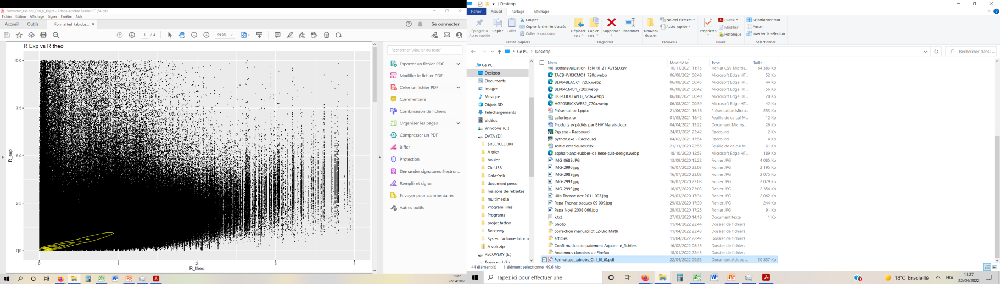 Formatted_tab.obs_Ctrl_6l_t0.pdf - Adobe Acrobat Reader DC (64-bit)
Fichier Edition Affichage Signer Fenêtre Aide
Accueil Outils Formatted_tab.obs... ×
Se connecter
1 / 4 99,9%
R Exp vs R theo
10.0
7.5
5.0
2.5
0.0
R_exp
0 1 2 3 4
R_theo
Rechercher "Ajouter du texte"
Exporter un fichier PDF
Modifier le fichier PDF
Créer un fichier PDF
Commentaire
Combinaison de fichiers
Organiser les pages
Compresser un PDF
Biffer
Protection
Demander signatures électron...
Remplir et signer
Envoyer pour commentaires
Autres outils
13:27
22/04/2022
Desktop
Fichier Accueil Partage Affichage
Épingler à Accès rapide
Copier
Coller
Couper
Copier le chemin d'accès
Coller le raccourci
Presse-papiers
Déplacer vers
Copier vers
Supprimer
Renommer
Organiser
Nouveau dossier
Nouvel élément
Accès rapide
Nouveau
Propriétés
Ouvrir
Modifier
Historique
Ouvrir
Sélectionner tout
Aucun
Inverser la sélection
Sélectionner
Ce PC > Desktop
Rechercher dans : ...
Ce PC
Desktop
Documents
Images
Musique
Objets 3D
Téléchargements
Vidéos
Windows (C:)
DATA (D:)
$RECYCLE.BIN
A trier
boulot
Cle USB
Data-Seti
document perso
maisons de retraites
multimedia
Program Files
Programs
projet tattoo
Recovery
System Volume Inform
A voir.zip
RECOVERY (E:)
Transcend (F:)
Nom Modifié le Type Taille
isodistevaluation_15N_t0_21_Av1SD.csv 10/11/2021 11:15 Fichier CSV Micros... 64 383 Ko
TACBHV03CMO1_720x.webp 06/08/2021 00:48 Microsoft Edge HT... 52 Ko
BLP04BLACK1_720x.webp 06/08/2021 00:45 Microsoft Edge HT... 44 Ko
BLP04CMO1_720x.webp 06/08/2021 00:42 Microsoft Edge HT... 56 Ko
HGP03OLTWEB_720x.webp 06/08/2021 00:40 Microsoft Edge HT... 28 Ko
HGP03BLCKWEB2_720x.webp 06/08/2021 00:39 Microsoft Edge HT... 42 Ko
Présentation1.pptx 21/06/2021 16:16 Présentation Micro... 253 Ko
calories.xlsx 01/05/2021 18:42 Feuille de calcul M... 12 Ko
Produits expédiés par BHV Marais.docx 04/04/2021 13:22 Document Micros... 26 Ko
Psp.exe - Raccourci 24/03/2021 23:42 Raccourci 2 Ko
python.exe - Raccourci 04/02/2021 17:54 Raccourci 4 Ko
sortie exterieures.xlsx 21/11/2020 22:55 Feuille de calcul M... 61 Ko
asphalt-and-rubber-dainese-suit-design.webp 18/10/2020 12:53 Microsoft Edge HT... 189 Ko
IMG_0689.JPG 13/09/2020 15:22 Fichier JPG 4 085 Ko
IMG-2990.jpg 16/07/2020 23:03 Fichier JPG 2 195 Ko
IMG-2989.jpg 16/07/2020 23:03 Fichier JPG 2 075 Ko
IMG-2991.jpg 16/07/2020 23:03 Fichier JPG 2 079 Ko
IMG-2993.jpg 16/07/2020 23:03 Fichier JPG 2 354 Ko
Ulla Thenac dec 2011 003.jpg 29/03/2020 17:34 Fichier JPG 2 062 Ko
Papa Thenac paques 09 009.jpg 29/03/2020 17:30 Fichier JPG 244 Ko
Papa Noël 2008 066.jpg 29/03/2020 17:25 Fichier JPG 91 Ko
k.txt 27/03/2020 14:18 Document texte 1 Ko
photo 11/04/2022 22:44 Dossier de fichiers
correction manuscript L2-Bio Math 11/04/2022 22:43 Dossier de fichiers
articles 11/04/2022 22:42 Dossier de fichiers
Confirmation de paiement Aquarelle_fichiers 16/02/2022 08:15 Dossier de fichiers
Anciennes données de Firefox 18/01/2022 22:43 Dossier de fichiers
Formatted_tab.obs_Ctrl_6l_t0.pdf 22/04/2022 09:55 Document Adobe ... 50 857 Ko
44 élément(s) 1 élément sélectionné 49,6 Mo
Tapez ici pour effectuer une
18°C Ensoleillé FRA 13:27
22/04/2022